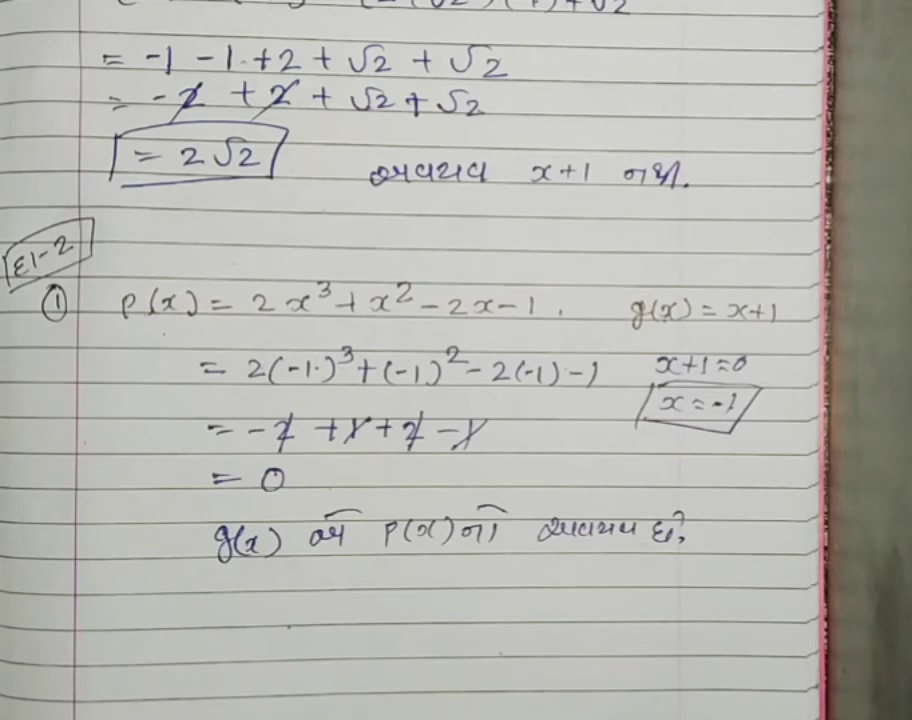 = -1 - 1 + 2 + √2 + √2
= -2 + 2 + √2 + √2
= 2√2 અવયવ x+1 નથી.
દા-2
① P(x) = 2x³ + x² - 2x - 1. g(x) = x+1
= 2(-1)³ + (-1)² - 2(-1) - 1 x+1=0
x = -1
= -2 + 1 + 2 - 1
= 0
g(x) એ P(x) નો અવયવ છે.